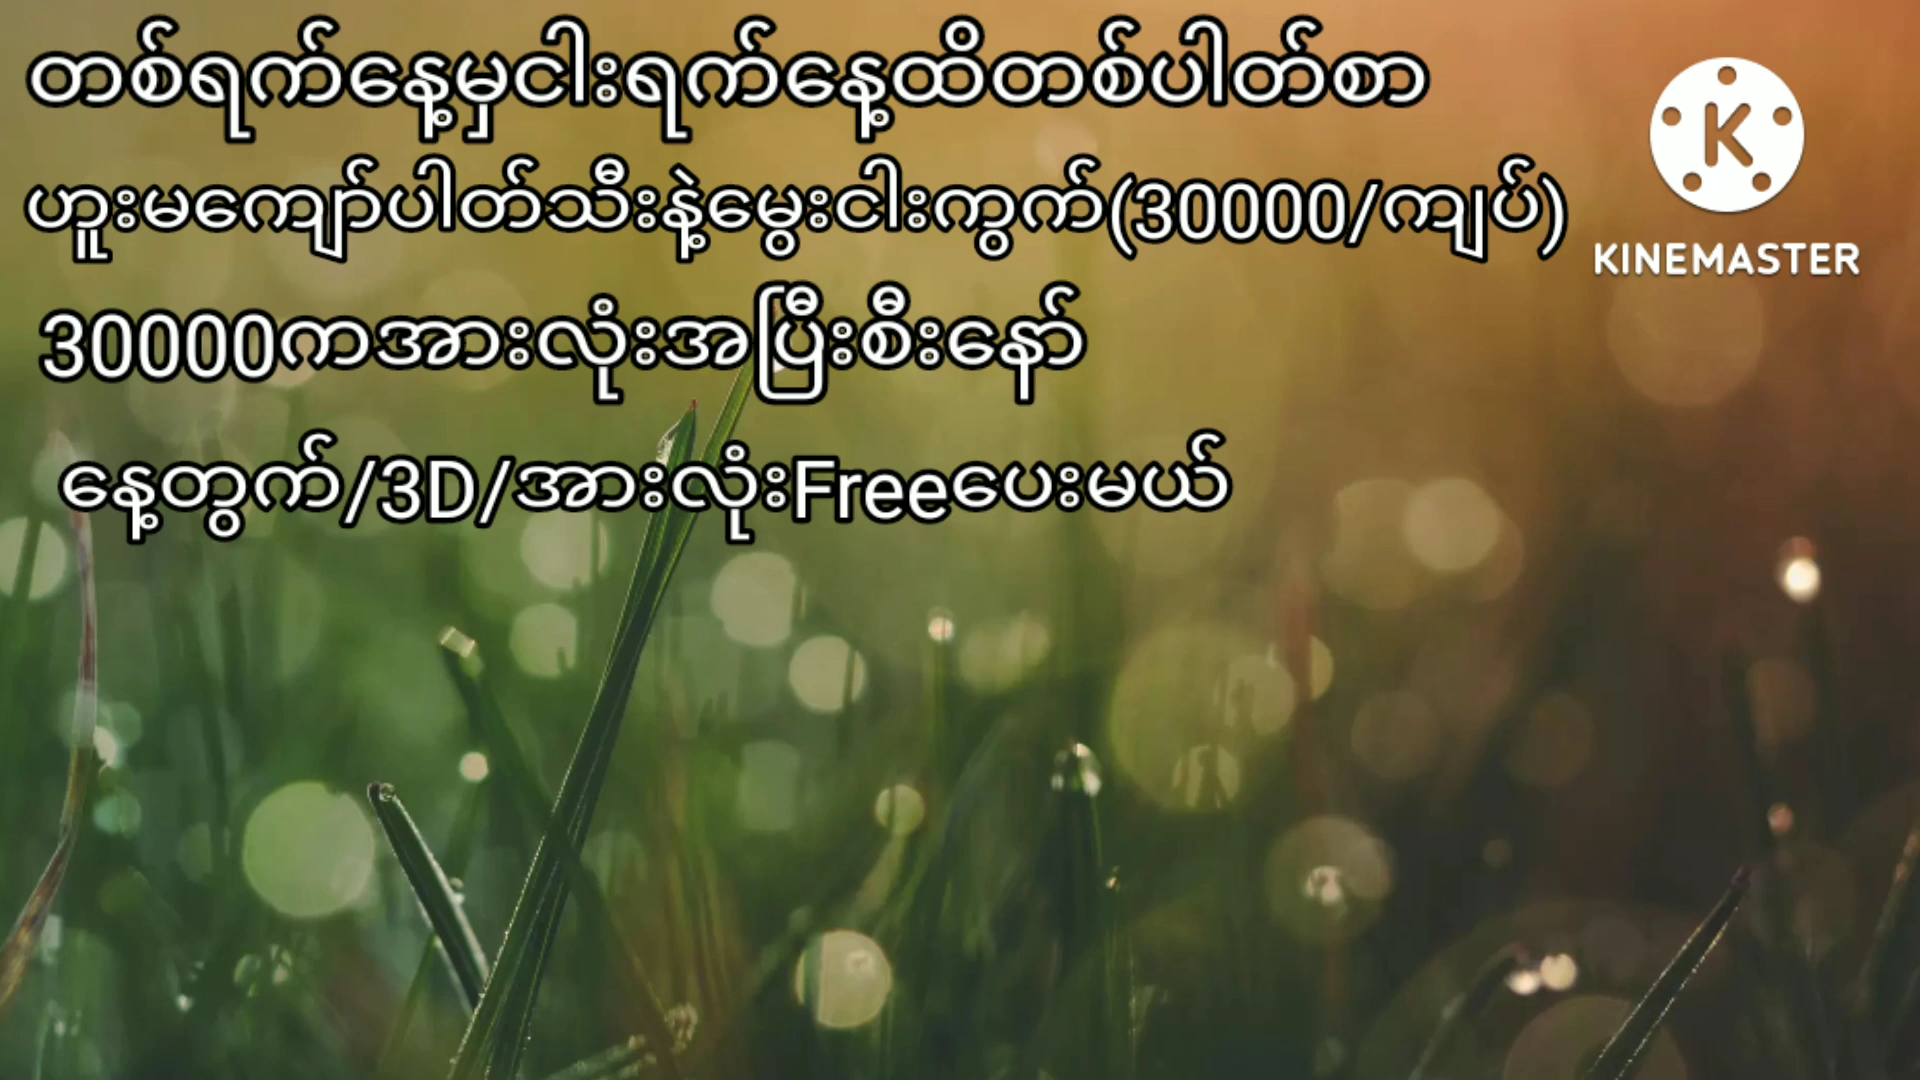 တစ်ရက်နေ့မှငါးရက်နေ့ထိတစ်ပါတ်စာ
ဟူးမကျော်ပါတ်သီးနဲ့မွေးငါးကွက်(30000/ကျပ်)
30000ကအားလုံးအပြီးစီးနော်
နေ့တွက်/3D/အားလုံးFreeပေးမယ်
K
KINEMASTER